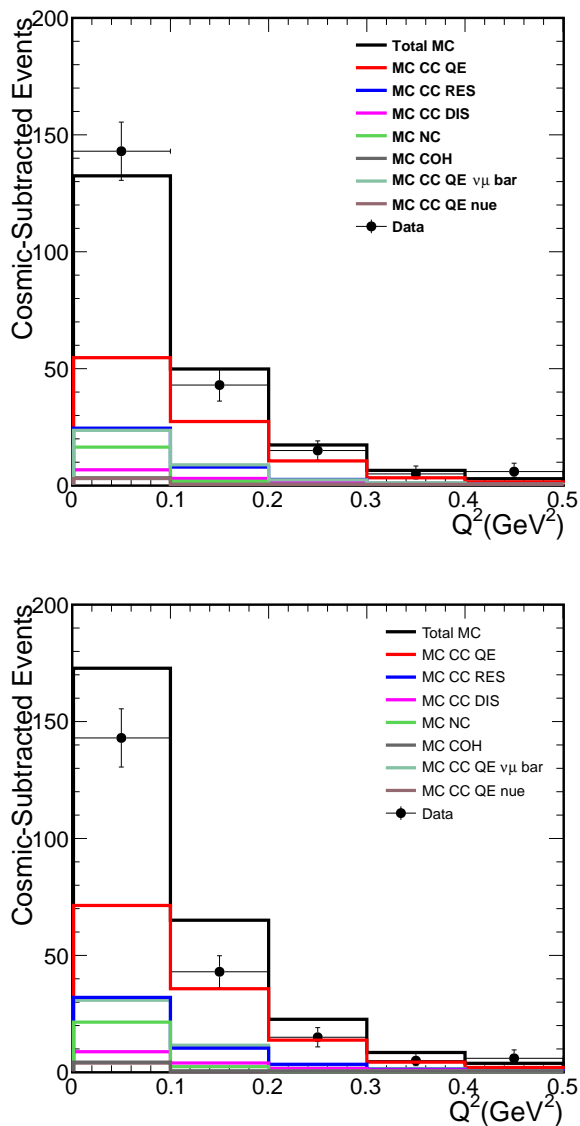 200
150
100
50
0
Cosmic-Subtracted Events
Total MC
MC CC QE
MC CC RES
MC CC DIS
MC NC
MC COH
MC CC QE νμ bar
MC CC QE nue
Data
0 0.1 0.2 0.3 0.4 0.5
Q²(GeV²)
200
150
100
50
0
Cosmic-Subtracted Events
Total MC
MC CC QE
MC CC RES
MC CC DIS
MC NC
MC COH
MC CC QE νμ bar
MC CC QE nue
Data
0 0.1 0.2 0.3 0.4 0.5
Q²(GeV²)